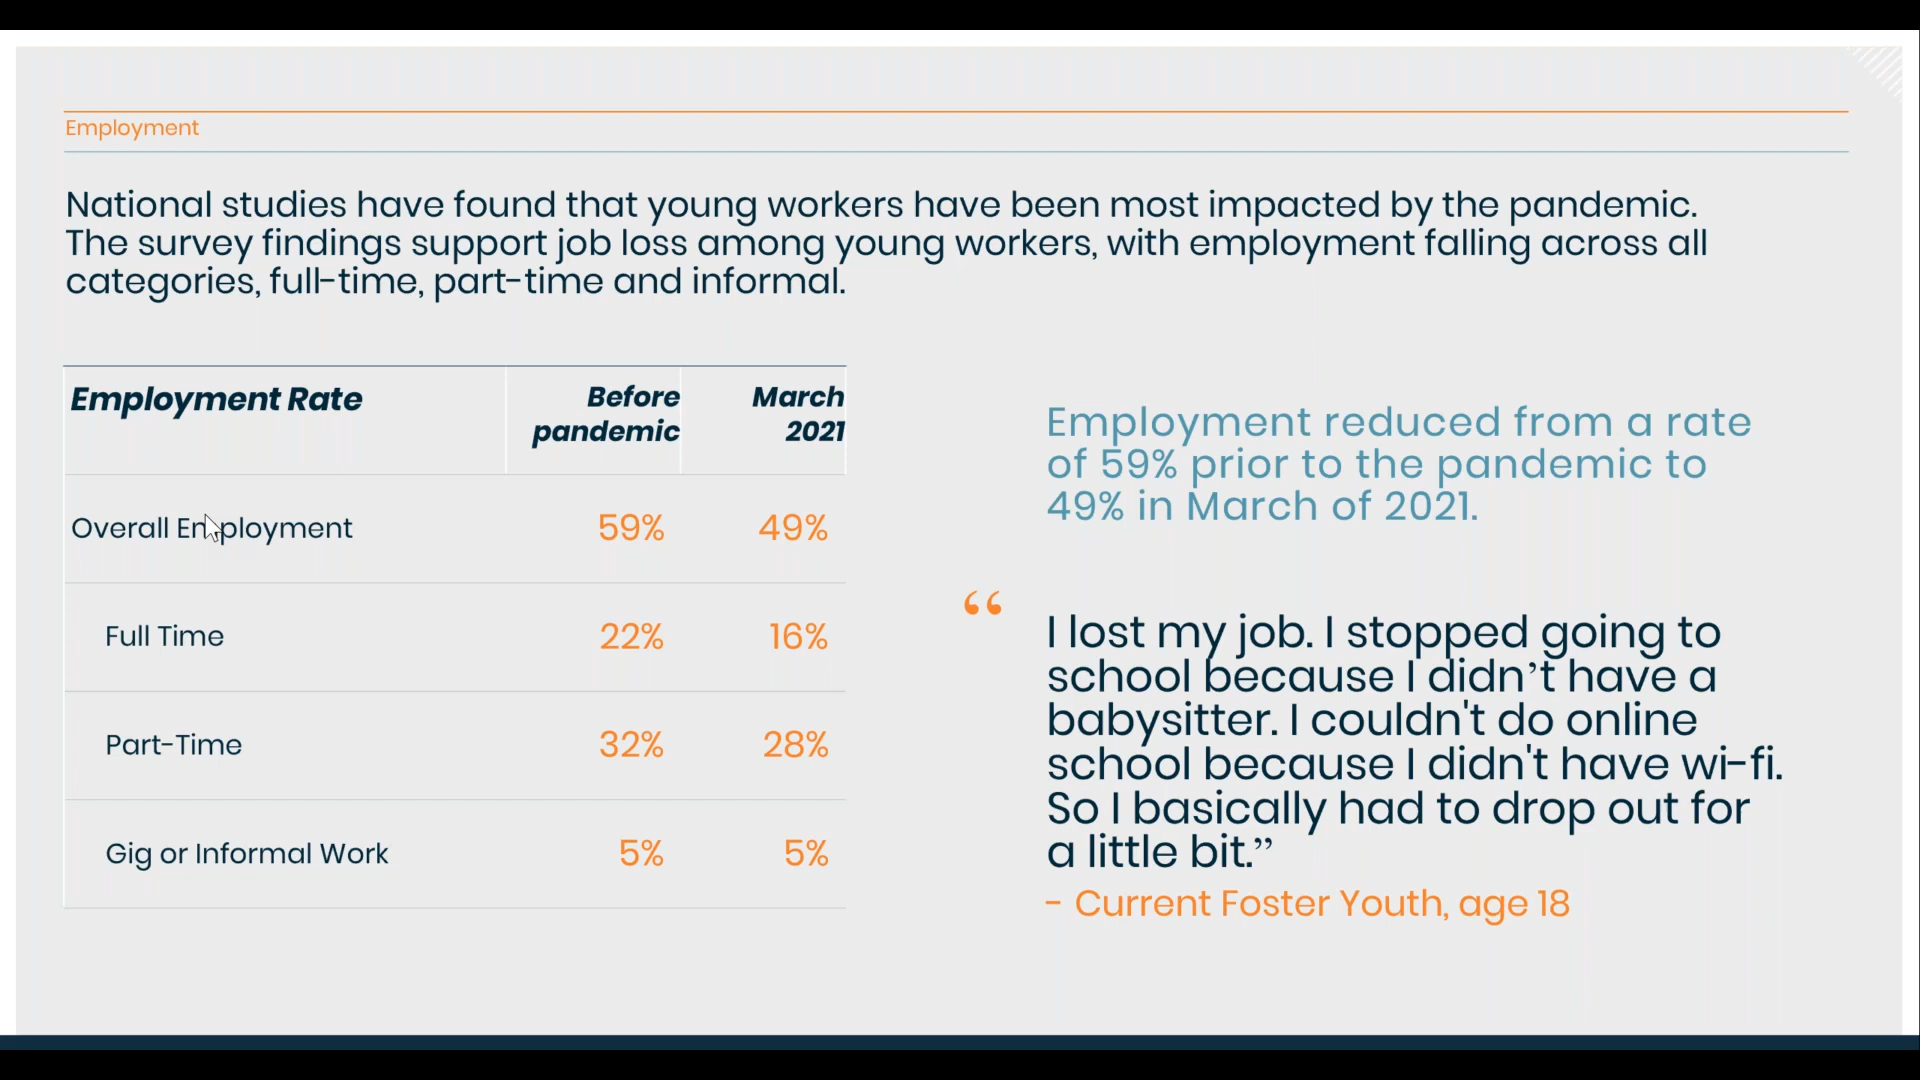 Employment
National studies have found that young workers have been most impacted by the pandemic.
The survey findings support job loss among young workers, with employment falling across all
categories, full-time, part-time and informal.
Employment Rate
Before
pandemic
March
2021
Overall Employment 59% 49%
Full Time 22% 16%
Part-Time 32% 28%
Gig or Informal Work 5% 5%
Employment reduced from a rate
of 59% prior to the pandemic to
49% in March of 2021.
“
I lost my job. I stopped going to
school because I didn’t have a
babysitter. I couldn't do online
school because I didn't have wi-fi.
So I basically had to drop out for
a little bit.”
- Current Foster Youth, age 18